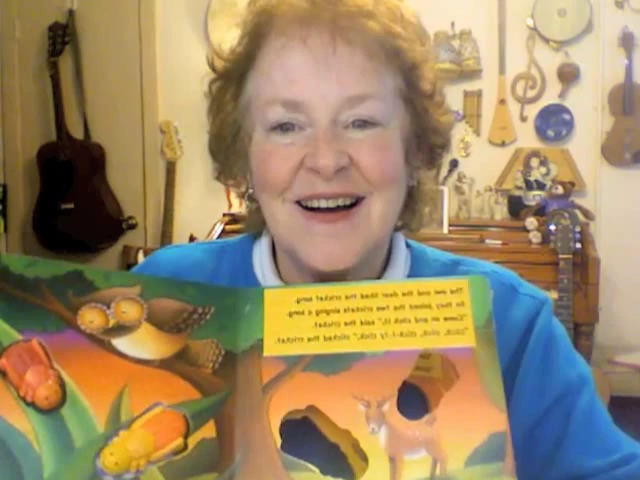 The owl and the deer liked the cricket song.
So they joined the two crickets singing along.
"Come on and click it," said the cricket.
"click, click, click-i-ty click," clicked the cricket.